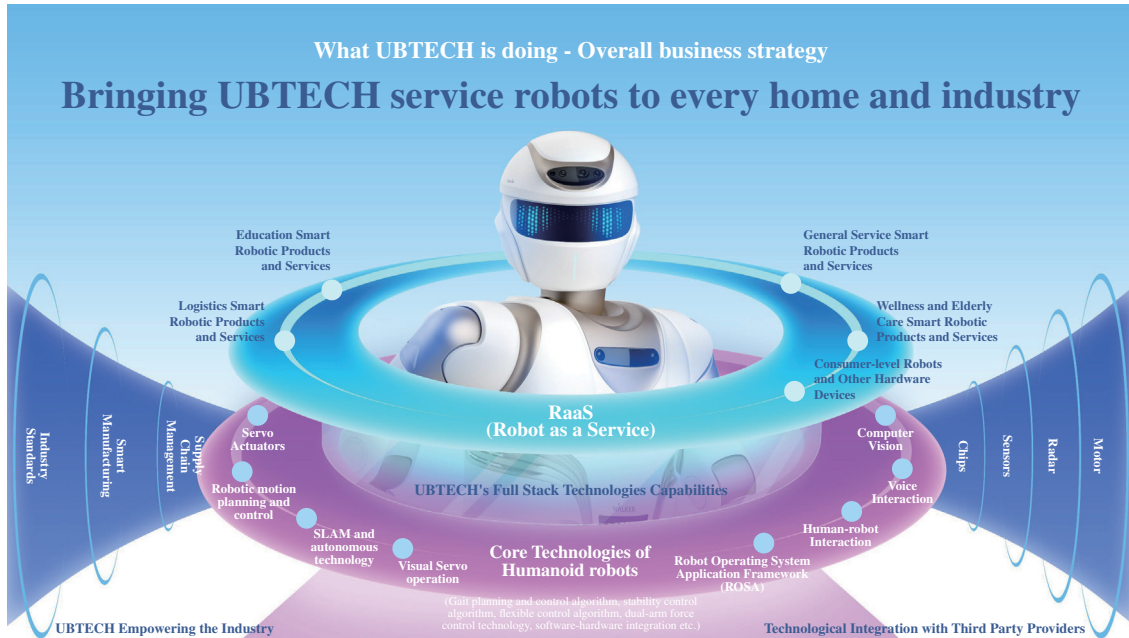 What UBTECH is doing - Overall business strategy
Bringing UBTECH service robots to every home and industry
Education Smart
Robotic Products
and Services
General Service Smart
Robotic Products
and Services
Logistics Smart
Robotic Products
and Services
Wellness and Elderly
Care Smart Robotic
Products and Services
Consumer-level Robots
and Other Hardware
Devices
RaaS
(Robot as a Service)
Industry
Standards
Smart
Manufacturing
Supply
Chain
Management
Servo
Actuators
Robotic motion
planning and
control
SLAM and
autonomous
technology
Visual Servo
operation
UBTECH's Full Stack Technologies Capabilities
Core Technologies of
Humanoid robots
(Gait planning and control algorithm, stability control
algorithm, flexible control algorithm, dual-arm force
control technology, software-hardware integration etc.)
Computer
Vision
Voice
Interaction
Human-robot
Interaction
Robot Operating System
Application Framework
(ROSA)
Chips
Sensors
Radar
Motor
UBTECH Empowering the Industry
Technological Integration with Third Party Providers